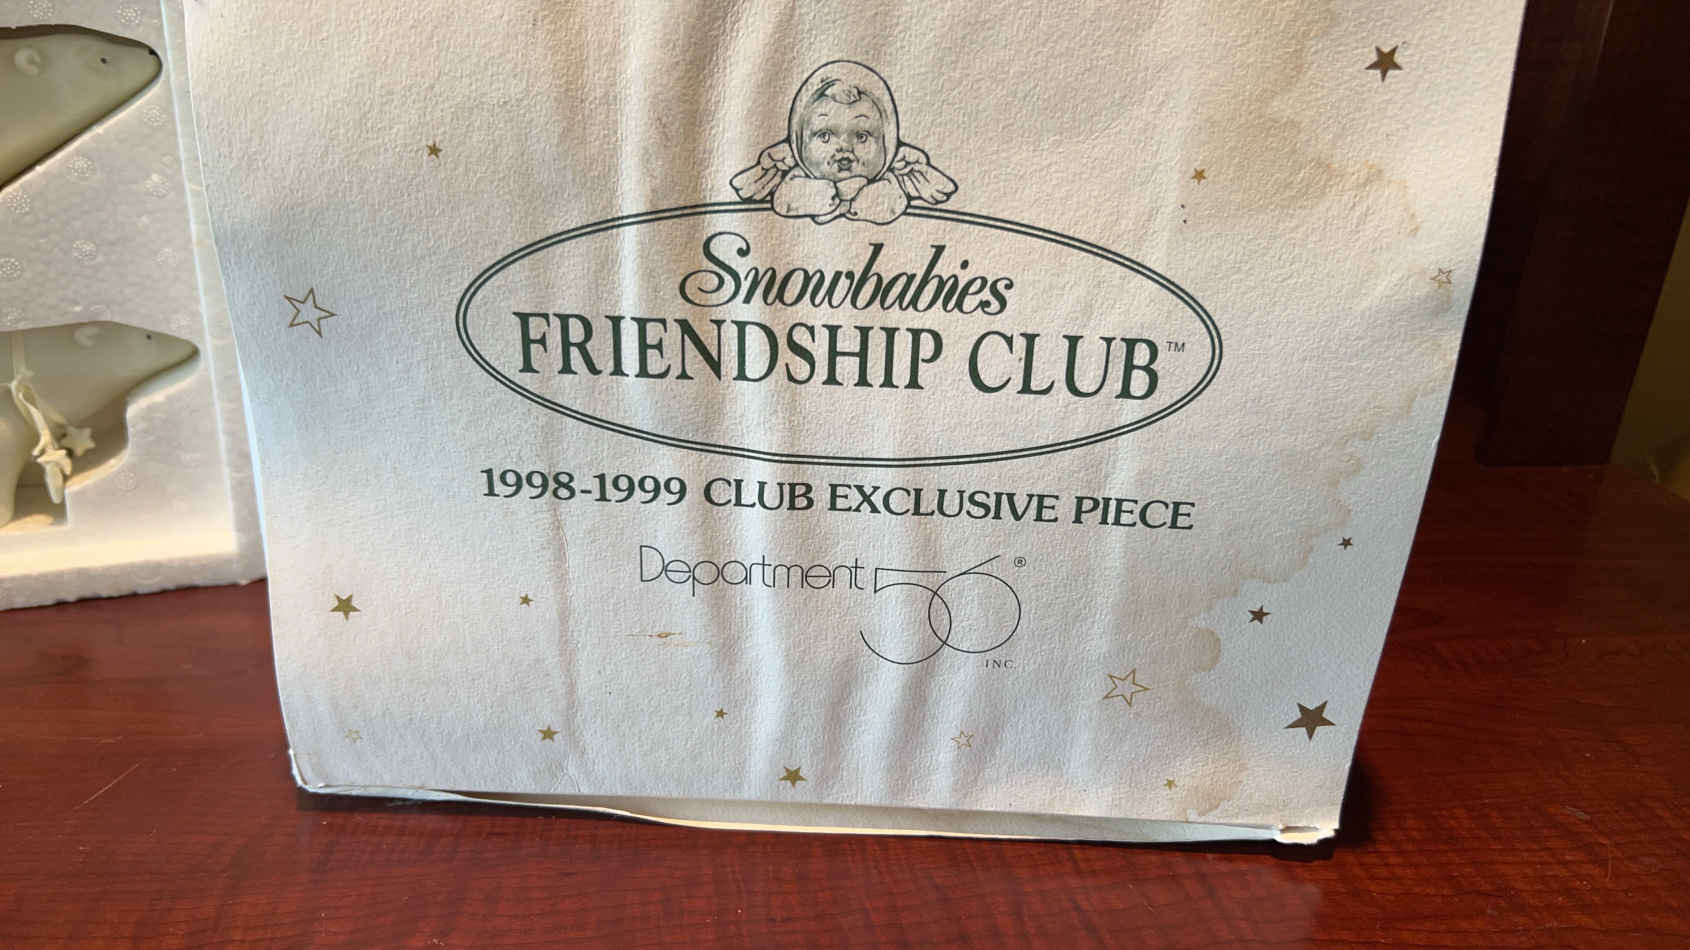 Snowbabies
FRIENDSHIP CLUB™
1998-1999 CLUB EXCLUSIVE PIECE
Department 56®
INC.